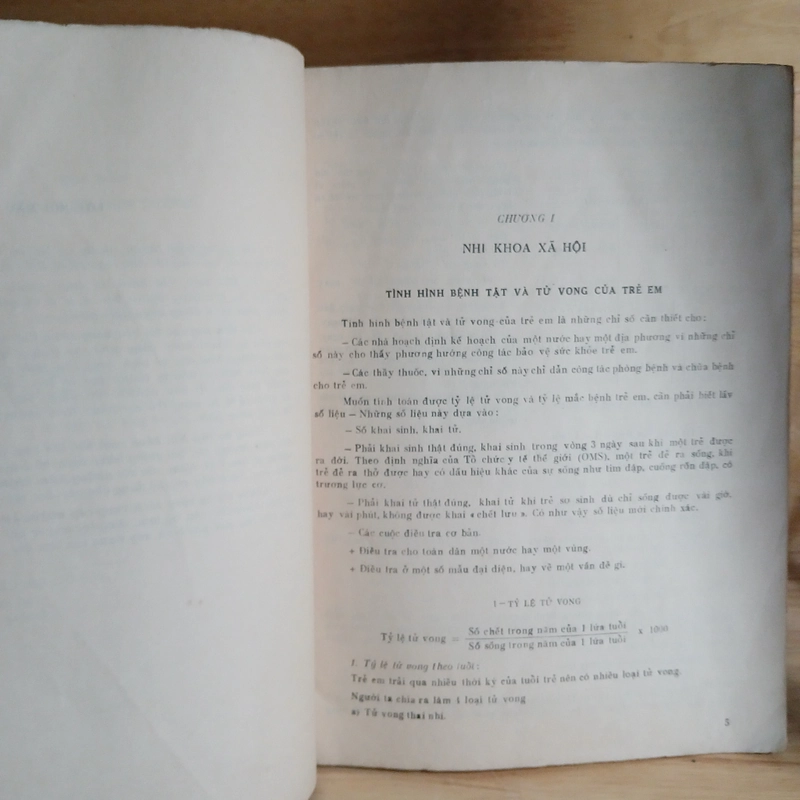 CHƯƠNG I
NHI KHOA XÃ HỘI
TÌNH HÌNH BỆNH TẬT VÀ TỬ VONG CỦA TRẺ EM
Tình hình bệnh tật và tử vong của trẻ em là những chỉ số cần thiết cho:
— Các nhà hoạch định kế hoạch của một nước hay một địa phương vì những chỉ
số này cho thấy phương hướng công tác bảo vệ sức khỏe trẻ em.
— Các thầy thuốc, vì những chỉ số này chỉ dẫn công tác phòng bệnh và chữa bệnh
cho trẻ em.
Muốn tính toán được tỷ lệ tử vong và tỷ lệ mắc bệnh trẻ em, cần phải biết lấy
số liệu — Những số liệu này dựa vào:
— Số khai sinh, khai tử.
— Phải khai sinh thật đúng, khai sinh trong vòng 3 ngày sau khi một trẻ được
ra đời. Theo định nghĩa của Tổ chức y tế thế giới (OMS), một trẻ đẻ ra sống, khi
trẻ đẻ ra thở được hay có dấu hiệu khác của sự sống như tim đập, cuống rốn đập, có
trương lực cơ.
— Phải khai tử thật đúng, khai tử khi trẻ sơ sinh dù chỉ sống được vài giờ,
hay vài phút, không được khai «chết lưu». Có như vậy số liệu mới chính xác.
— Các cuộc điều tra cơ bản.
+ Điều tra cho toàn dân một nước hay một vùng.
+ Điều tra ở một số mẫu đại diện, hay về một vấn đề gì.
I — TỶ LỆ TỬ VONG
Tỷ lệ tử vong = Số chết trong năm của 1 lứa tuổi / Số sống trong năm của 1 lứa tuổi x 1000
1. Tỷ lệ tử vong theo tuổi:
Trẻ em trải qua nhiều thời kỳ của tuổi trẻ nên có nhiều loại tử vong.
Người ta chia ra làm 4 loại tử vong
a) Tử vong thai nhi.
5